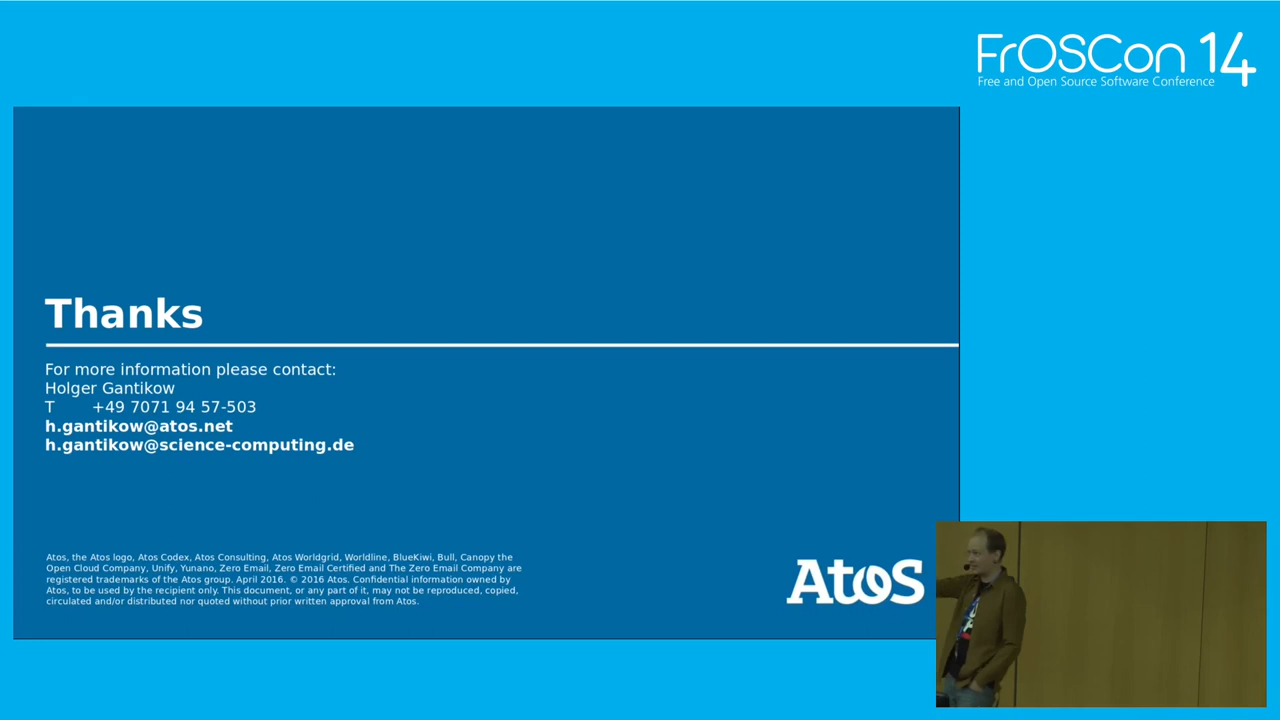 FrOSCon 14
Free and Open Source Software Conference
Thanks
For more information please contact:
Holger Gantikow
T +49 7071 94 57-503
h.gantikow@atos.net
h.gantikow@science-computing.de
Atos, the Atos logo, Atos Codex, Atos Consulting, Atos Worldgrid, Worldline, BlueKiwi, Bull, Canopy the
Open Cloud Company, Unify, Yunano, Zero Email, Zero Email Certified and The Zero Email Company are
registered trademarks of the Atos group. April 2016. © 2016 Atos. Confidential information owned by
Atos, to be used by the recipient only. This document, or any part of it, may not be reproduced, copied,
circulated and/or distributed nor quoted without prior written approval from Atos.
Atos